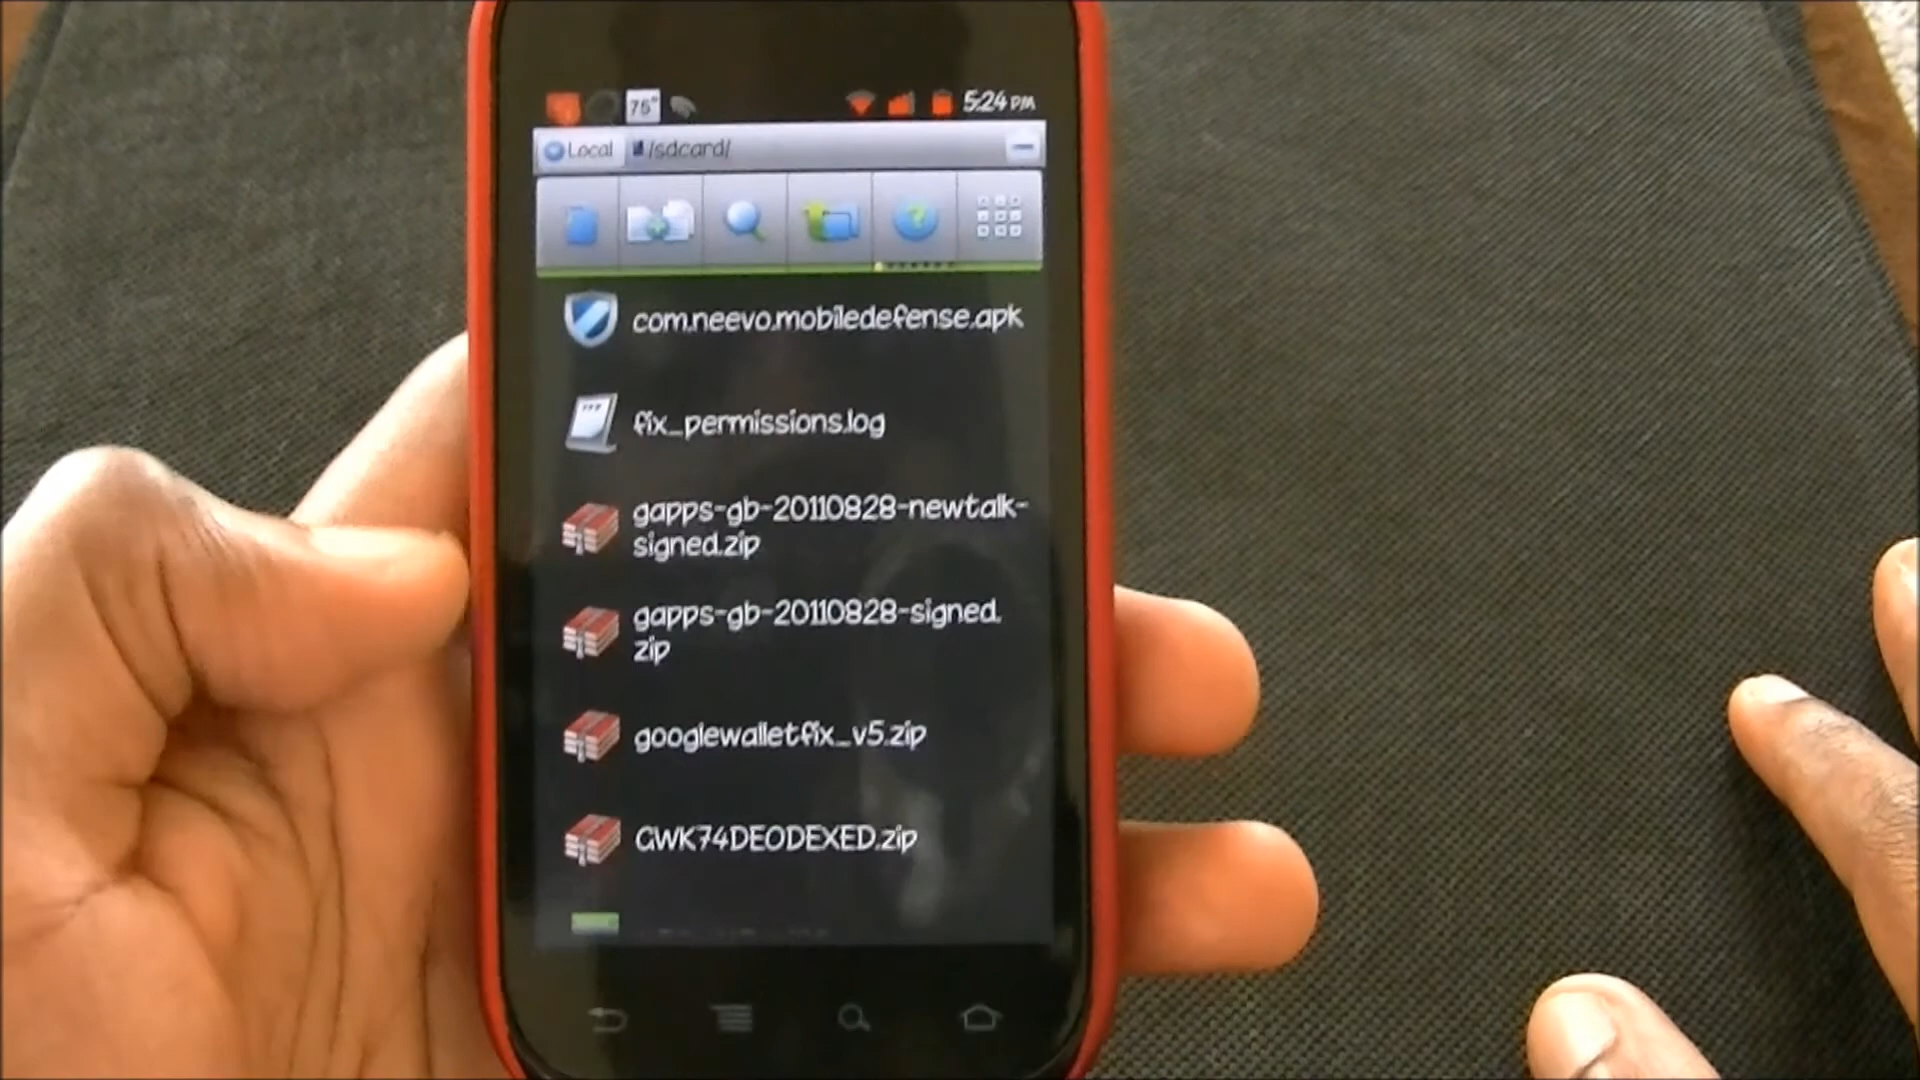 75° 5:24 PM
Local /sdcard/
com.neevo.mobiledefense.apk
fix_permissions.log
gapps-gb-20110828-newtalk-
signed.zip
gapps-gb-20110828-signed.
zip
googlewalletfix_v5.zip
GWK74DEODEXED.zip